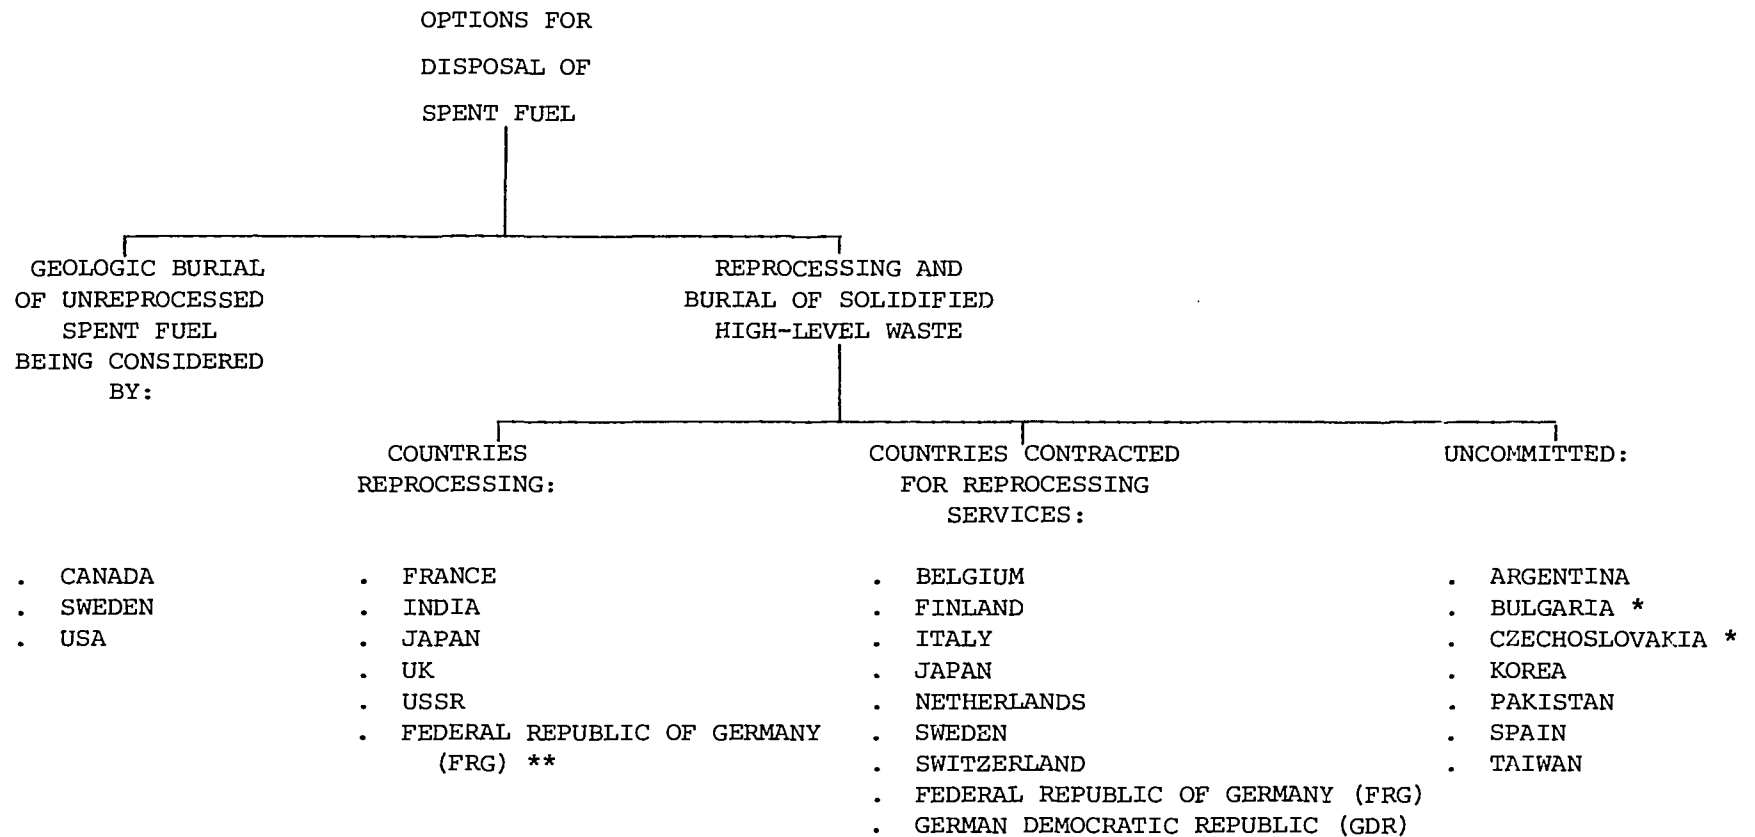 OPTIONS FOR
DISPOSAL OF
SPENT FUEL
GEOLOGIC BURIAL
OF UNREPROCESSED
SPENT FUEL
BEING CONSIDERED
BY:
. CANADA
. SWEDEN
. USA
REPROCESSING AND
BURIAL OF SOLIDIFIED
HIGH-LEVEL WASTE
COUNTRIES
REPROCESSING:
. FRANCE
. INDIA
. JAPAN
. UK
. USSR
. FEDERAL REPUBLIC OF GERMANY
(FRG) **
COUNTRIES CONTRACTED
FOR REPROCESSING
SERVICES:
. BELGIUM
. FINLAND
. ITALY
. JAPAN
. NETHERLANDS
. SWEDEN
. SWITZERLAND
. FEDERAL REPUBLIC OF GERMANY (FRG)
. GERMAN DEMOCRATIC REPUBLIC (GDR)
UNCOMMITTED:
. ARGENTINA
. BULGARIA *
. CZECHOSLOVAKIA *
. KOREA
. PAKISTAN
. SPAIN
. TAIWAN